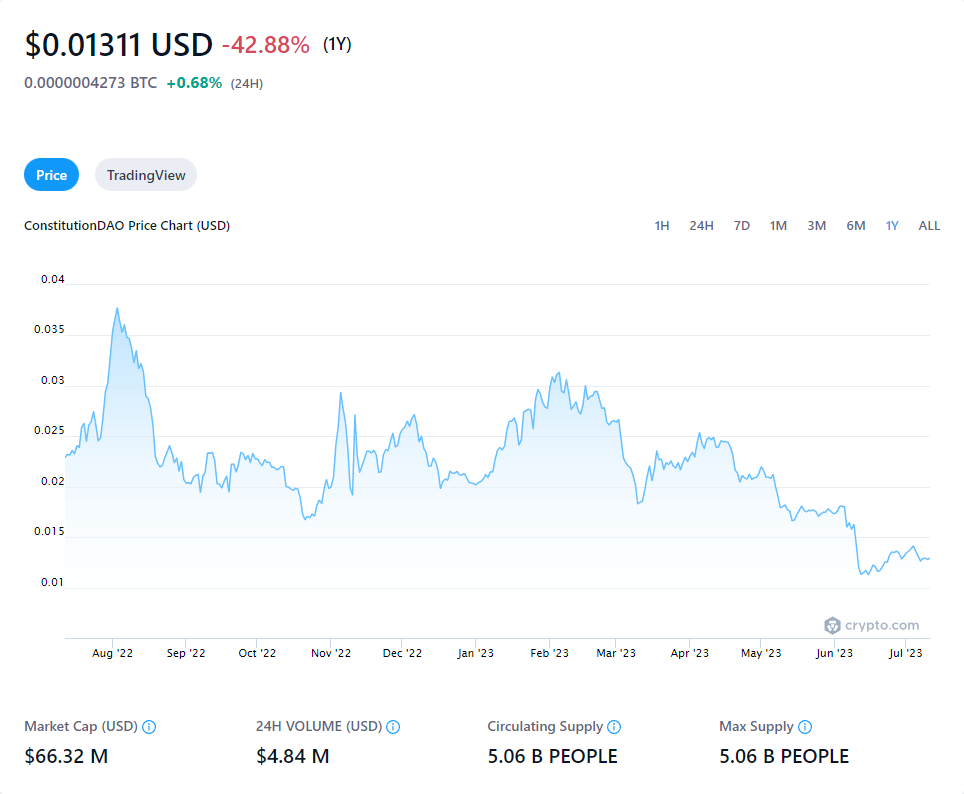 $0.01311 USD -42.88% (1Y)
0.0000004273 BTC +0.68% (24H)
Price TradingView
ConstitutionDAO Price Chart (USD) 1H 24H 7D 1M 3M 6M 1Y ALL
0.04
0.035
0.03
0.025
0.02
0.015
0.01
crypto.com
Aug '22 Sep '22 Oct '22 Nov '22 Dec '22 Jan '23 Feb '23 Mar '23 Apr '23 May '23 Jun '23 Jul '23
Market Cap (USD) 24H VOLUME (USD) Circulating Supply Max Supply
$66.32 M $4.84 M 5.06 B PEOPLE 5.06 B PEOPLE